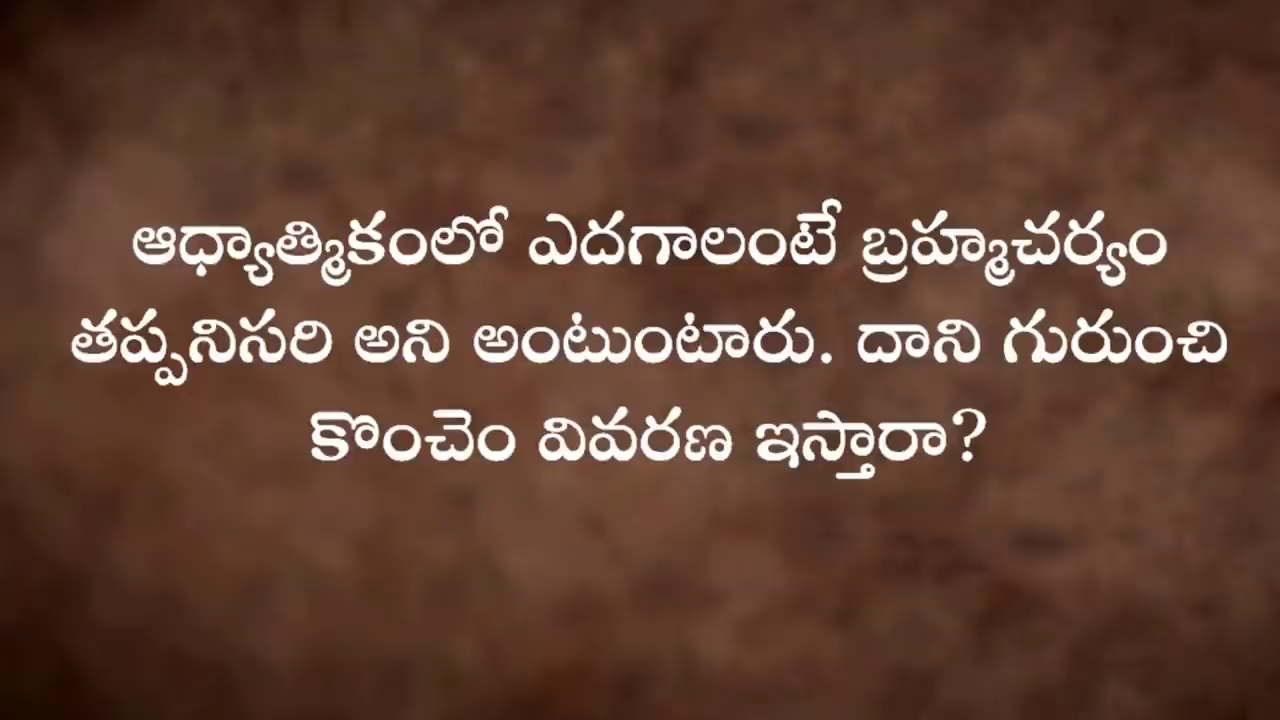 ఆధ్యాత్మికంలో ఎదగాలంటే బ్రహ్మచర్యం
తప్పనిసరి అని అంటుంటారు. దాని గురుంచి
కొంచెం వివరణ ఇస్తారా?